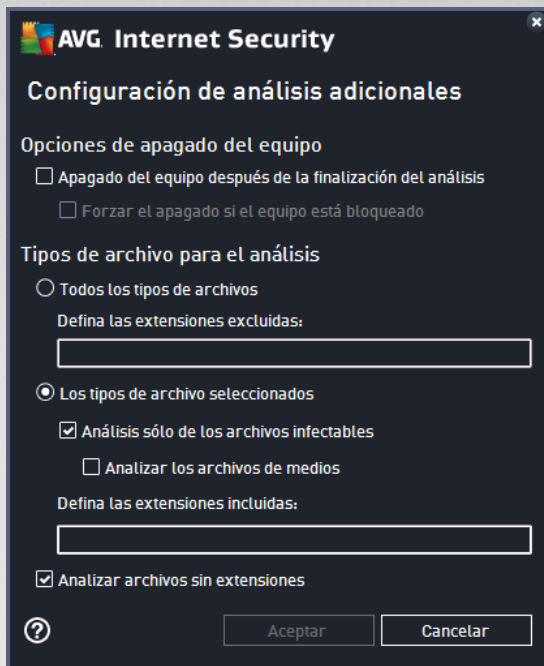 AVG Internet Security
Configuración de análisis adicionales
Opciones de apagado del equipo
Apagado del equipo después de la finalización del análisis
Forzar el apagado si el equipo está bloqueado
Tipos de archivo para el análisis
Todos los tipos de archivos
Defina las extensiones excluidas:
Los tipos de archivo seleccionados
Análisis sólo de los archivos infectables
Analizar los archivos de medios
Defina las extensiones incluidas:
Analizar archivos sin extensiones
?
Aceptar
Cancelar